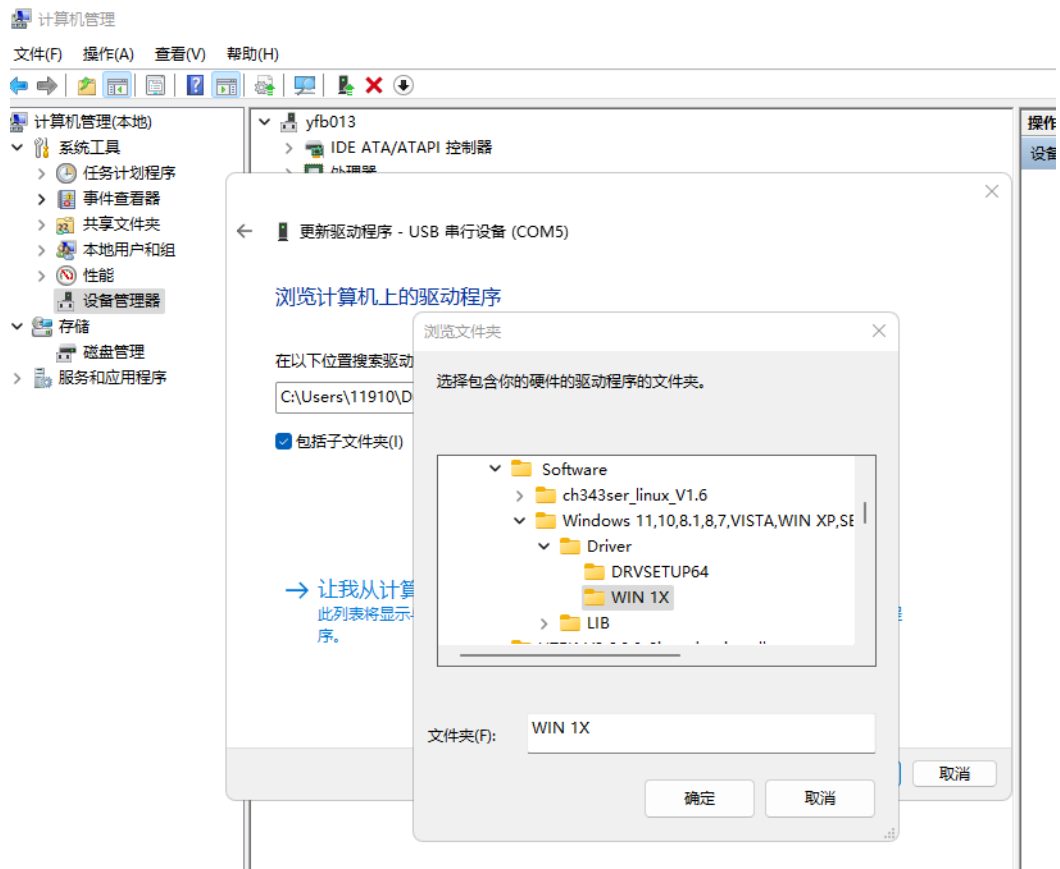 计算机管理
文件(F) 操作(A) 查看(V) 帮助(H)
计算机管理(本地)
系统工具
任务计划程序
事件查看器
共享文件夹
本地用户和组
性能
设备管理器
存储
磁盘管理
服务和应用程序
yfb013
IDE ATA/ATAPI 控制器
处理器
操作
设备
更新驱动程序 - USB 串行设备 (COM5)
浏览计算机上的驱动程序
在以下位置搜索驱动
C:\Users\11910\D
包括子文件夹(I)
让我从计算
此列表将显示
序。
取消
浏览文件夹
选择包含你的硬件的驱动程序的文件夹。
Software
ch343ser_linux_V1.6
Windows 11,10,8.1,8,7,VISTA,WIN XP,SE
Driver
DRVSETUP64
WIN 1X
LIB
文件夹(F): WIN 1X
确定 取消